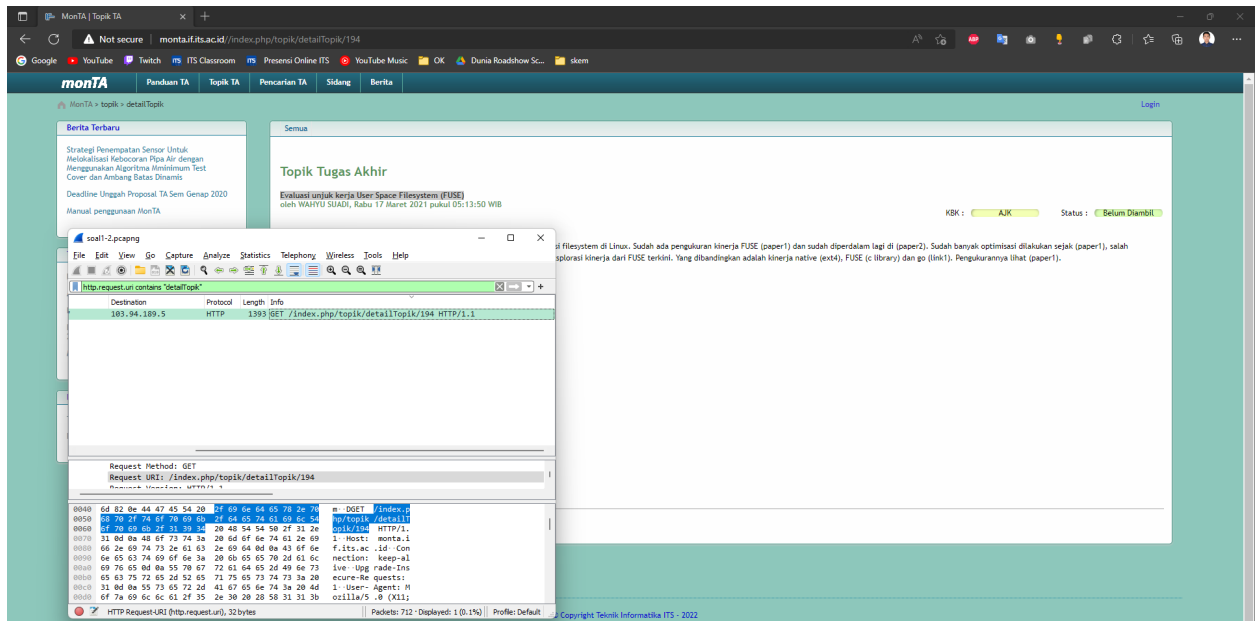 MonTA | Topik TA
Not secure | monta.if.its.ac.id//index.php/topik/detailTopik/194
Google YouTube Twitch ITS Classroom Presensi Online ITS YouTube Music OK Dunia Roadshow Sc... skem
monTA Panduan TA Topik TA Pencarian TA Sidang Berita
MonTA > topik > detailTopik Login
Berita Terbaru
Strategi Penempatan Sensor Untuk
Melokalisasi Kebocoran Pipa Air dengan
Menggunakan Algoritma Mminimum Test
Cover dan Ambang Batas Dinamis
Deadline Unggah Proposal TA Sem Genap 2020
Manual penggunaan MonTA
Semua
Topik Tugas Akhir
Evaluasi unjuk kerja User Space Filesystem (FUSE)
oleh WAHYU SUADI, Rabu 17 Maret 2021 pukul 05:13:50 WIB
KBK : AJK Status : Belum Diambil
si filesystem di Linux. Sudah ada pengukuran kinerja FUSE (paper1) dan sudah diperdalam lagi di (paper2). Sudah banyak optimisasi dilakukan sejak (paper1), salah
splorasi kinerja dari FUSE terkini. Yang dibandingkan adalah kinerja native (ext4), FUSE (c library) dan go (link1). Pengukurannya lihat (paper1).
soal1-2.pcapng
File Edit View Go Capture Analyze Statistics Telephony Wireless Tools Help
http.request.uri contains "detailTopik"
Destination Protocol Length Info
103.94.189.5 HTTP 1393 GET /index.php/topik/detailTopik/194 HTTP/1.1
Request Method: GET
Request URI: /index.php/topik/detailTopik/194
Request Version: HTTP/1.1
0040 6d 82 0e 44 47 45 54 20 2f 69 6e 64 65 78 2e 70 m··DGET /index.p
0050 68 70 2f 74 6f 70 69 6b 2f 64 65 74 61 69 6c 54 hp/topik /detailT
0060 6f 70 69 6b 2f 31 39 34 20 48 54 54 50 2f 31 2e opik/194 HTTP/1.
0070 31 0d 0a 48 6f 73 74 3a 20 6d 6f 6e 74 61 2e 69 1··Host: monta.i
0080 66 2e 69 74 73 2e 61 63 2e 69 64 0d 0a 43 6f 6e f.its.ac .id··Con
0090 6e 65 63 74 69 6f 6e 3a 20 6b 65 65 70 2d 61 6c nection: keep-al
00a0 69 76 65 0d 0a 55 70 67 72 61 64 65 2d 49 6e 73 ive··Upg rade-Ins
00b0 65 63 75 72 65 2d 52 65 71 75 65 73 74 73 3a 20 ecure-Re quests:
00c0 31 0d 0a 55 73 65 72 2d 41 67 65 6e 74 3a 20 4d 1··User- Agent: M
00d0 6f 7a 69 6c 6c 61 2f 35 2e 30 20 28 58 31 31 3b ozilla/5 .0 (X11;
HTTP Request-URI (http.request.uri), 32 bytes Packets: 712 · Displayed: 1 (0.1%) Profile: Default
Copyright Teknik Informatika ITS - 2022